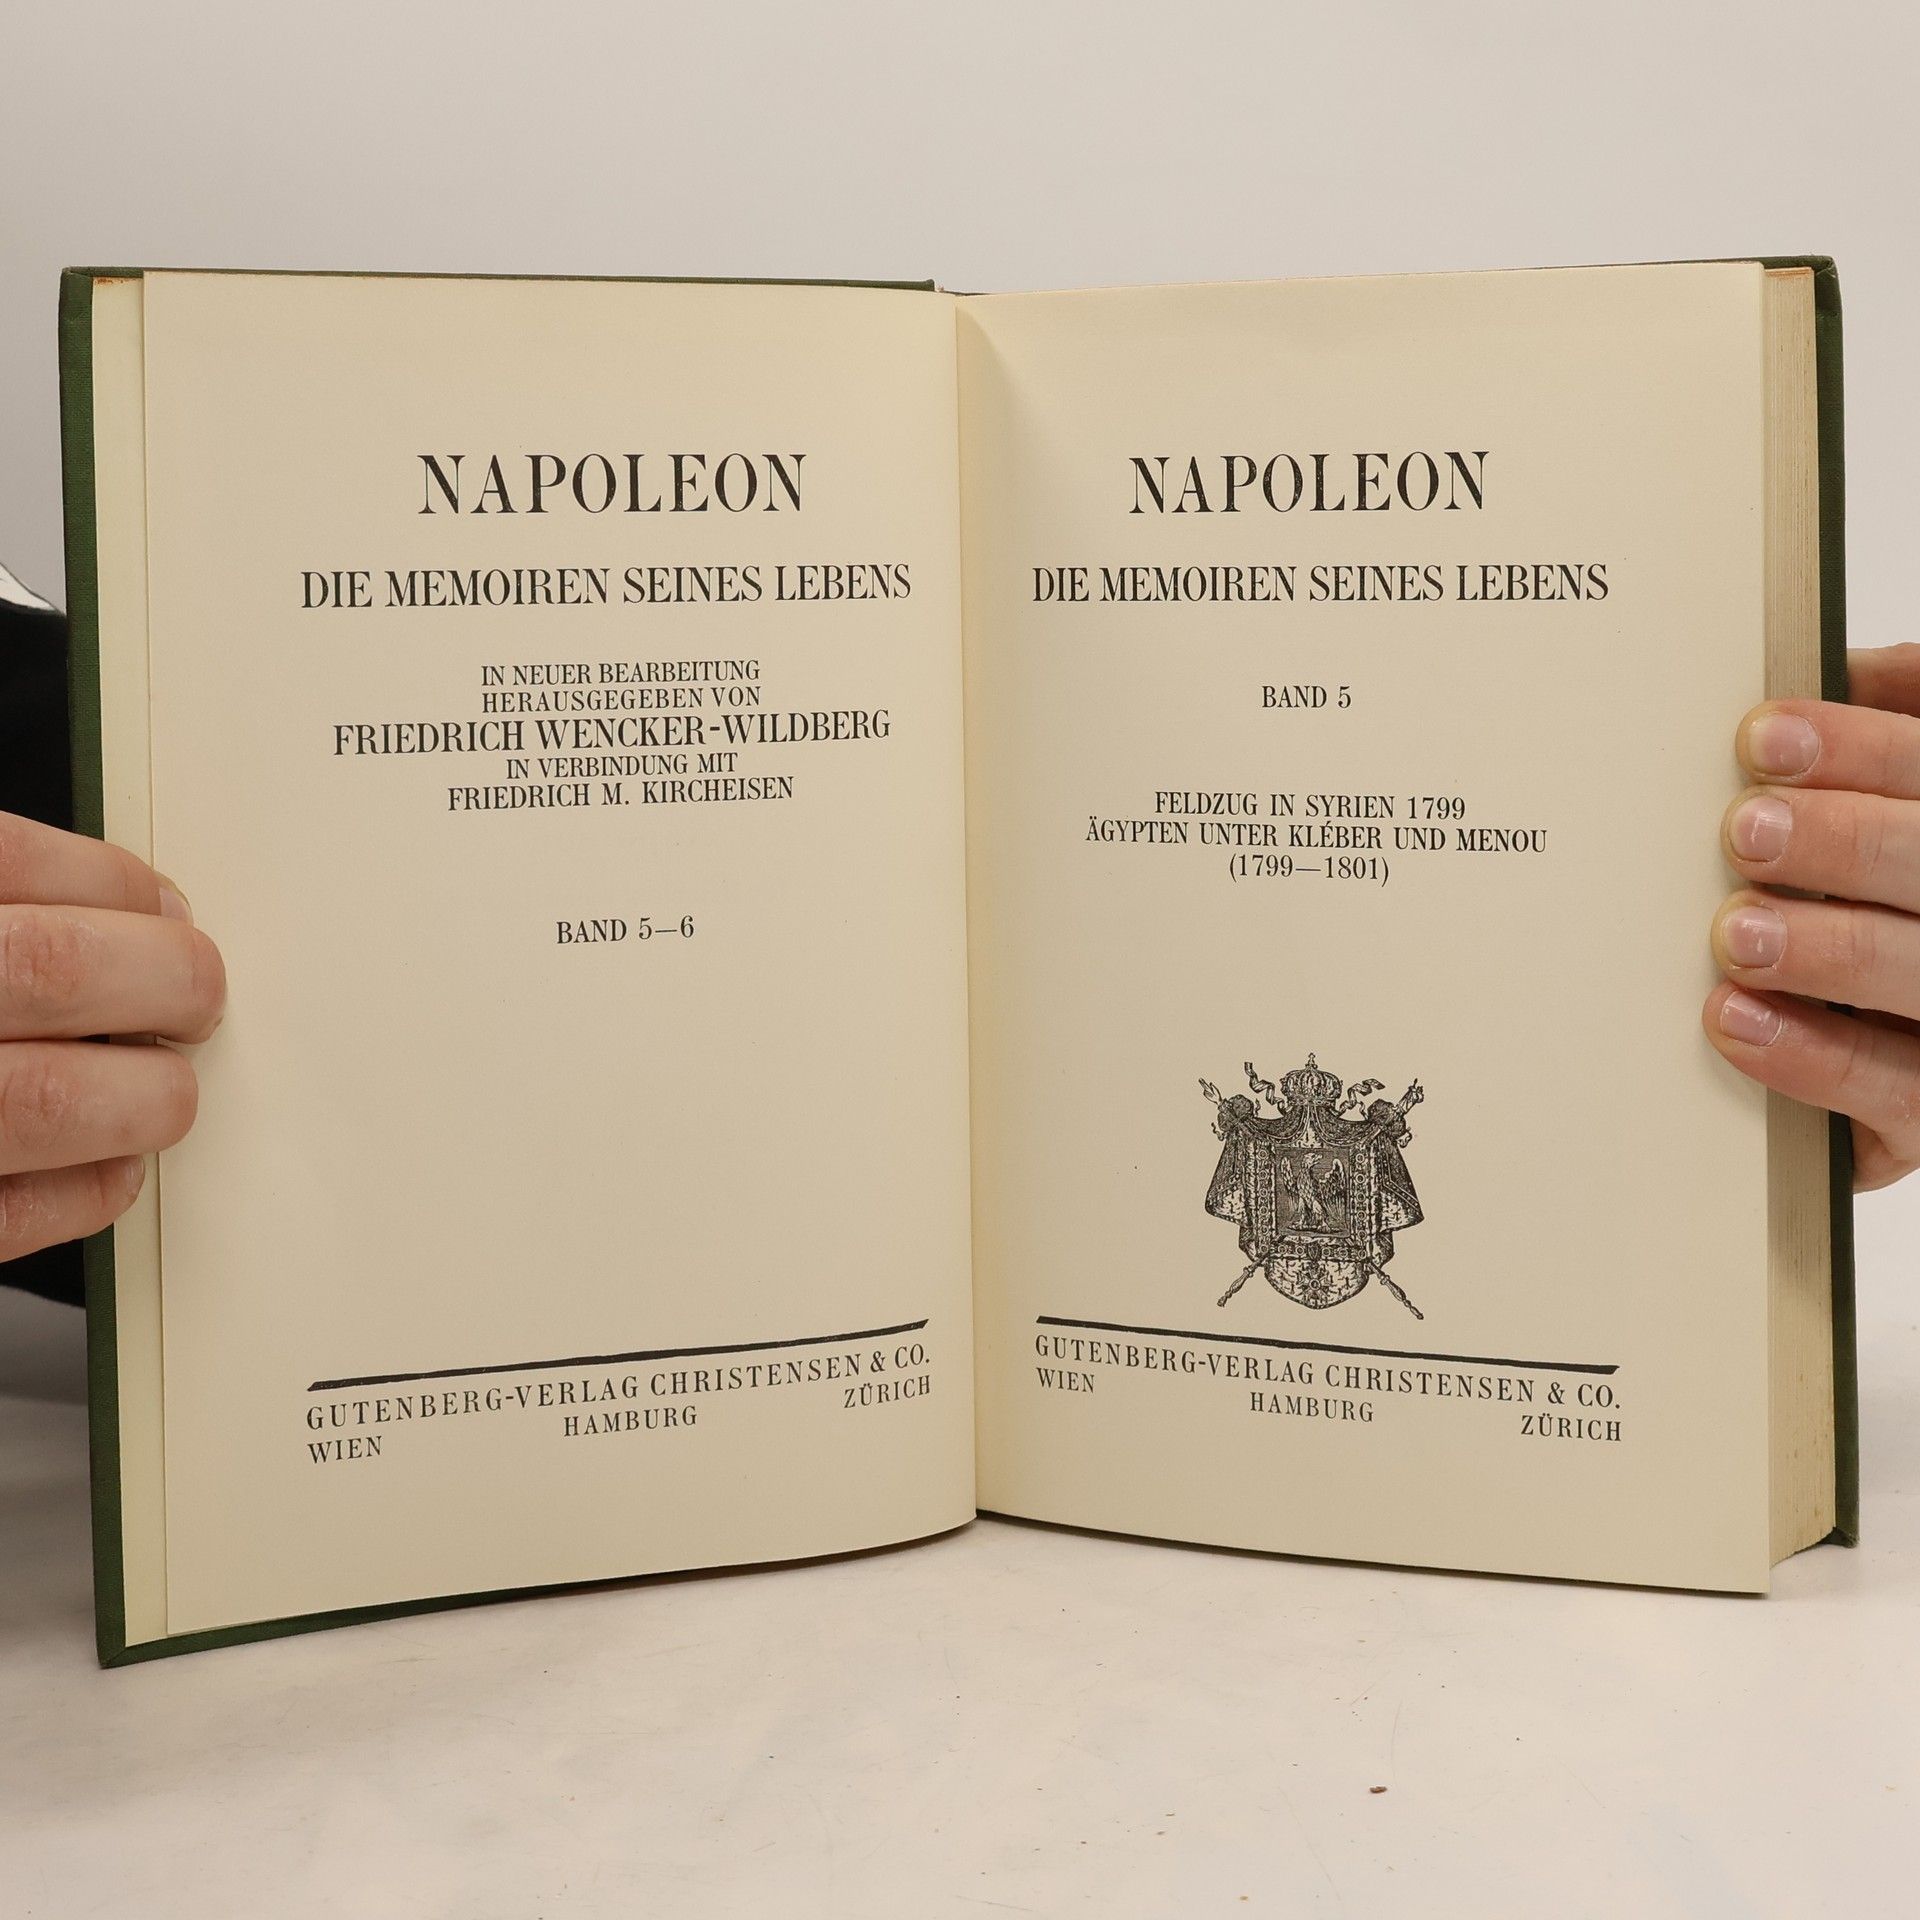 NAPOLEON
DIE MEMOIREN SEINES LEBENS
IN NEUER BEARBEITUNG
HERAUSGEGEBEN VON
FRIEDRICH WENCKER-WILDBERG
IN VERBINDUNG MIT
FRIEDRICH M. KIRCHEISEN
BAND 5—6
GUTENBERG-VERLAG CHRISTENSEN & CO.
WIEN HAMBURG ZÜRICH
NAPOLEON
DIE MEMOIREN SEINES LEBENS
BAND 5
FELDZUG IN SYRIEN 1799
ÄGYPTEN UNTER KLÉBER UND MENOU
(1799—1801)
GUTENBERG-VERLAG CHRISTENSEN & CO.
WIEN HAMBURG ZÜRICH